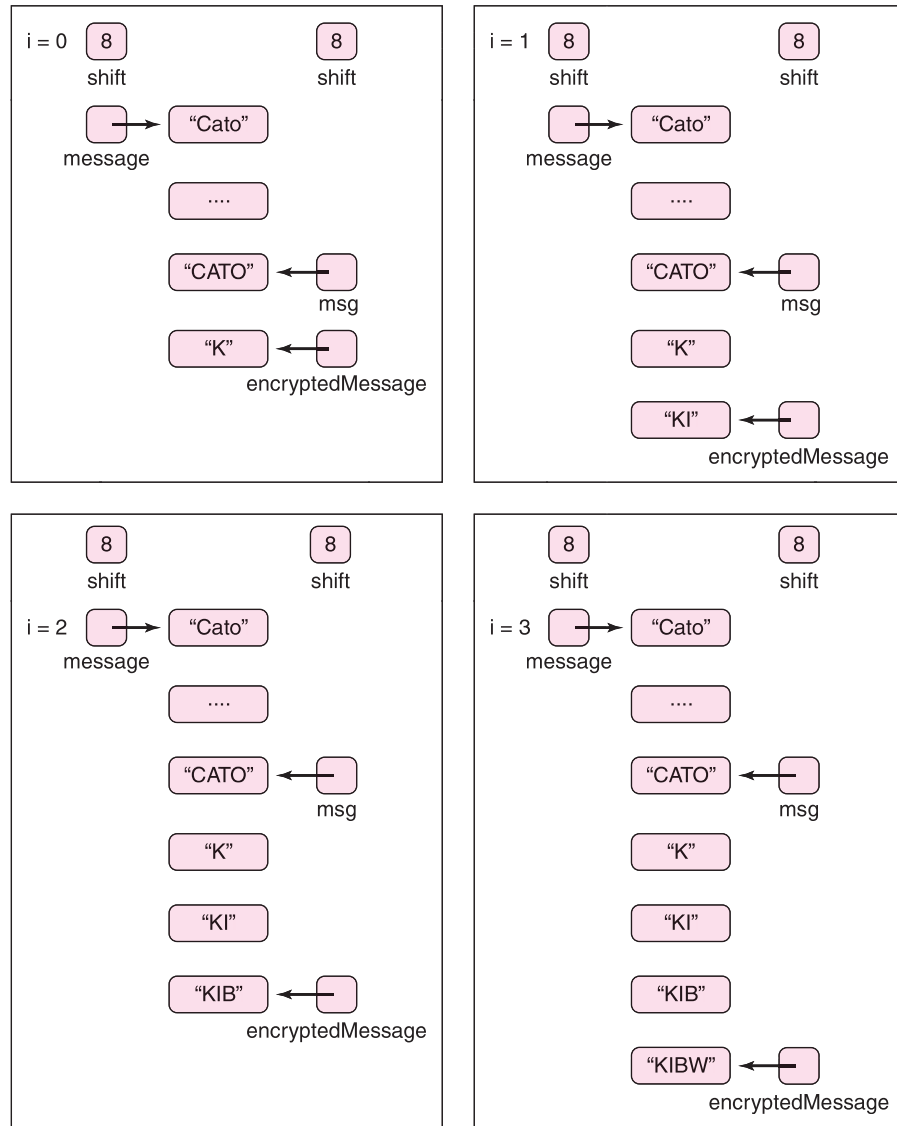 i = 0 8 8
shift shift
“Cato”
message
....
“CATO”
msg
“K”
encryptedMessage
i = 1 8 8
shift shift
“Cato”
message
....
“CATO”
msg
“K”
“KI”
encryptedMessage
8 8
shift shift
i = 2 “Cato”
message
....
“CATO”
msg
“K”
“KI”
“KIB”
encryptedMessage
8 8
shift shift
i = 3 “Cato”
message
....
“CATO”
msg
“K”
“KI”
“KIB”
“KIBW”
encryptedMessage